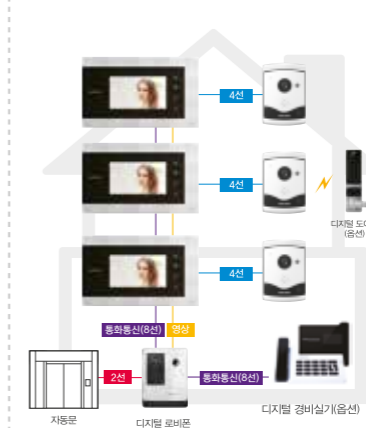 4선
4선
디지털 도어
(옵션)
4선
통화통신(8선) 영상
2선
통화통신(8선)
자동문
디지털 로비폰
디지털 경비실기(옵션)